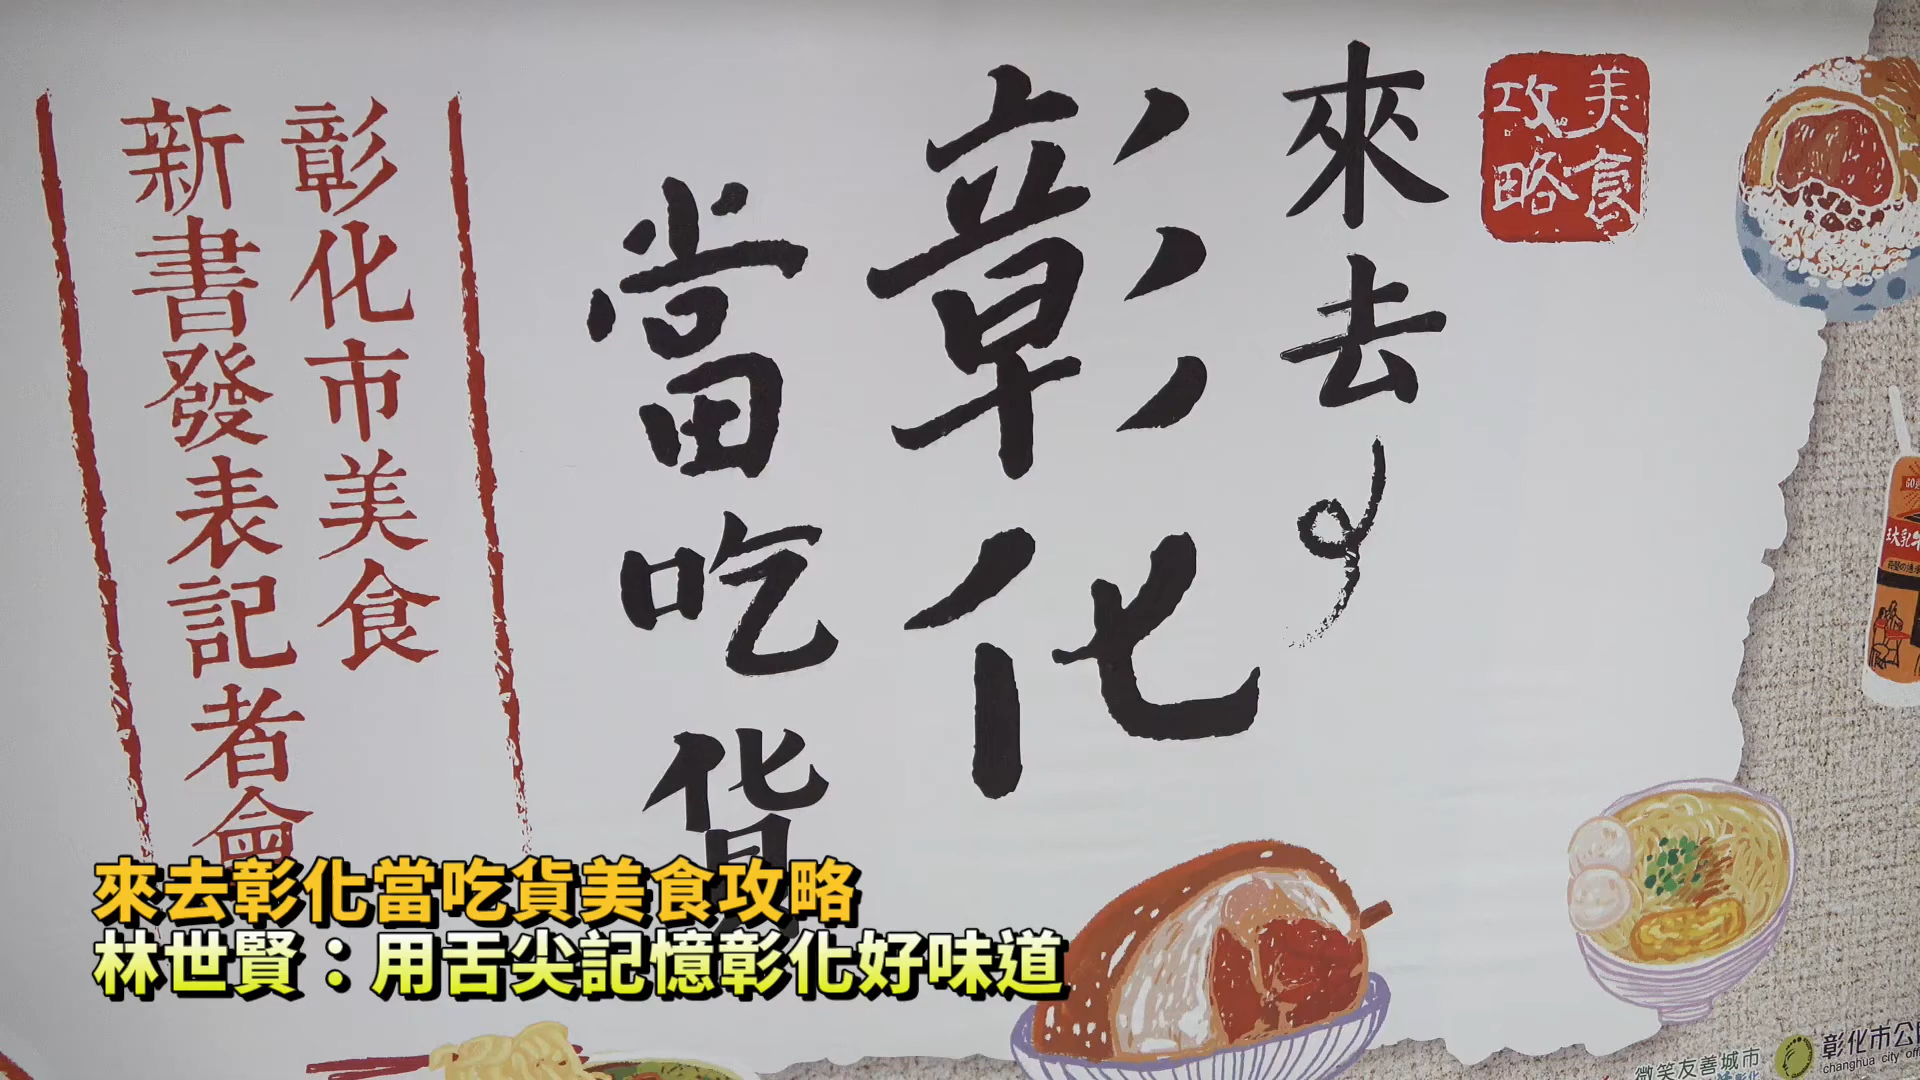 美食
攻略
來去
彰化
當吃貨
彰化市美食
新書發表記者會
來去彰化當吃貨美食攻略
林世賢：用舌尖記憶彰化好味道
微笑友善城市
彰化市公
changhua city off